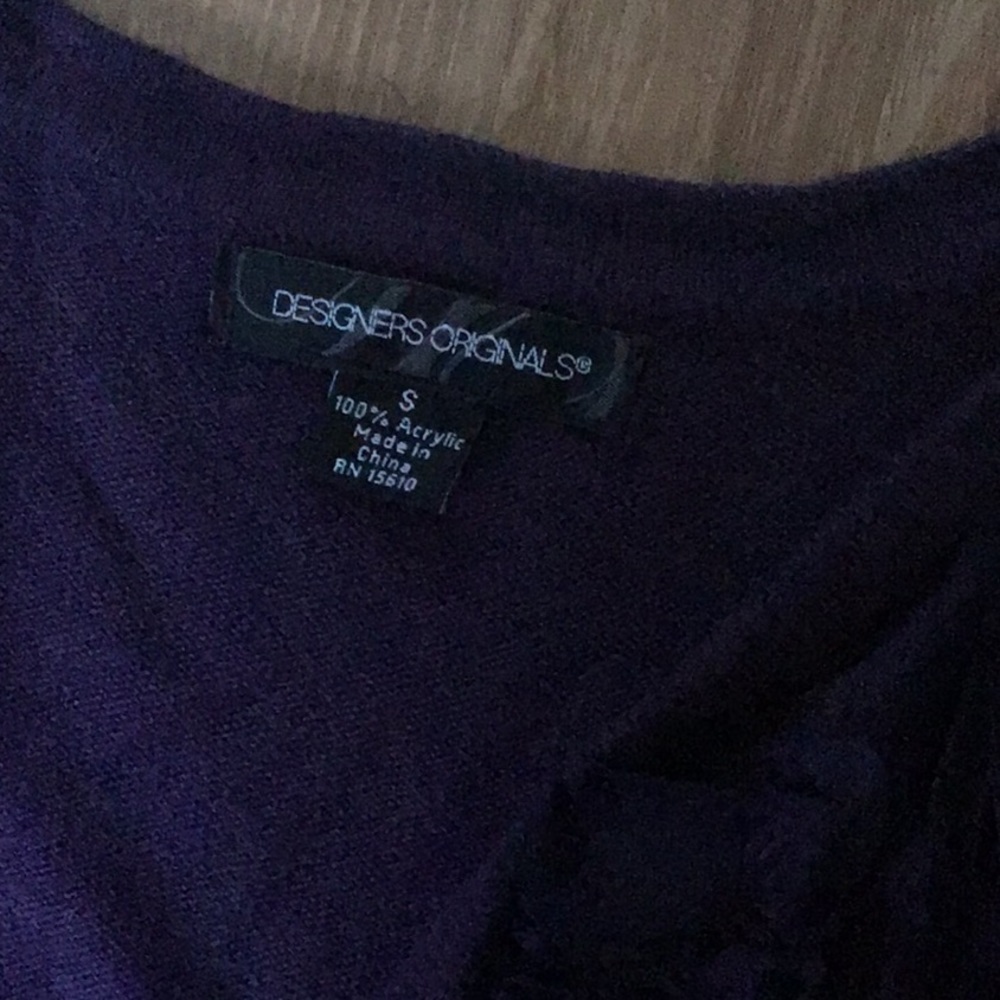 DESIGNERS ORIGINALS®
S
100% Acrylic
Made in
China
RN 15610